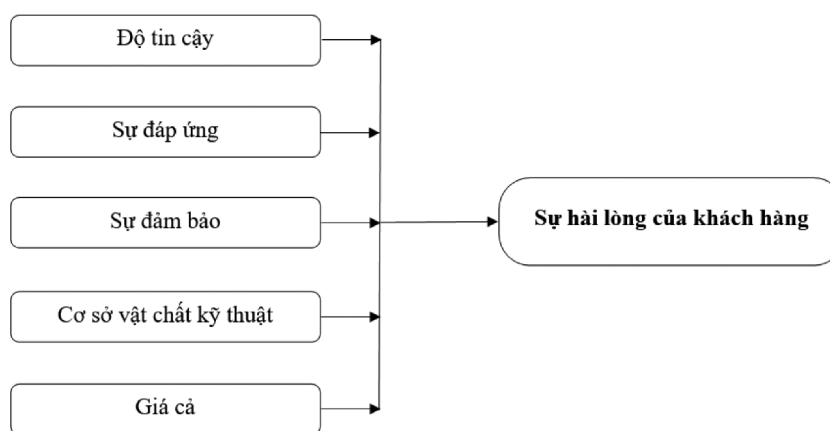 Độ tin cậy
Sự đáp ứng
Sự đảm bảo
Sự hài lòng của khách hàng
Cơ sở vật chất kỹ thuật
Giá cả